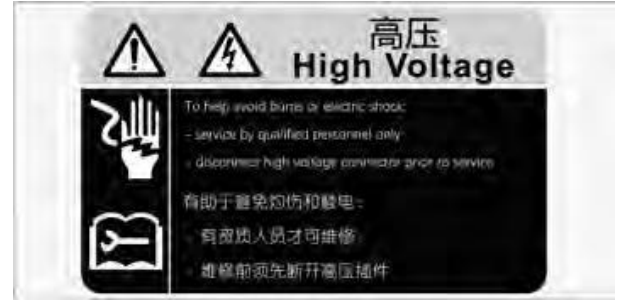 高压
High Voltage
To help avoid burns or electric shock:
- service by qualified personnel only
- disconnect high voltage connector prior to service
有助于避免灼伤和触电：
- 有资质人员才可维修
- 维修前须先断开高压插件